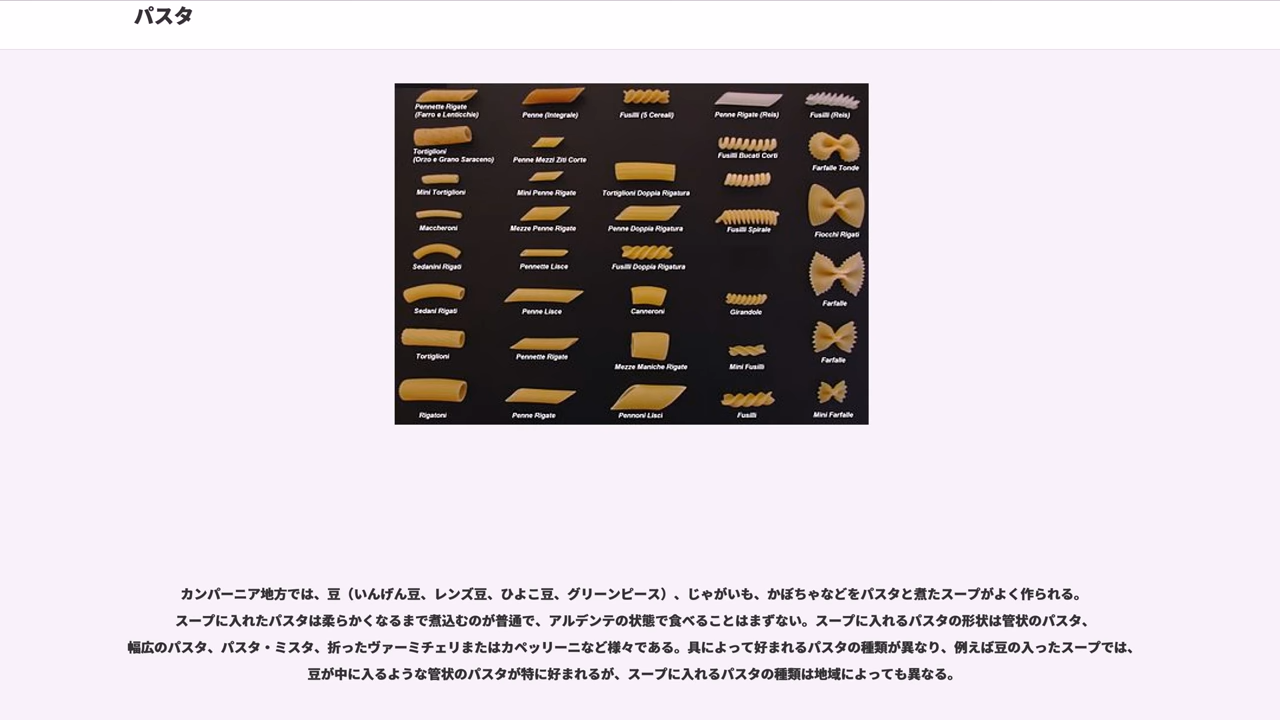 パスタ
Pennette Rigate
(Farro e Lenticchie)
Penne (Integrale)
Fusilli (5 Cereali)
Penne Rigate (Reis)
Fusilli (Reis)
Tortiglioni
(Orzo e Grano Saraceno)
Penne Mezzi Ziti Corte
Fusilli Bucati Corti
Farfalle Tonde
Mini Tortiglioni
Mini Penne Rigate
Tortiglioni Doppia Rigatura
Maccheroni
Mezze Penne Rigate
Penne Doppia Rigatura
Fusilli Spirale
Fiocchi Rigati
Sedanini Rigati
Pennette Lisce
Fusilli Doppia Rigatura
Sedani Rigati
Penne Lisce
Canneroni
Girandole
Farfalle
Tortiglioni
Pennette Rigate
Mezze Maniche Rigate
Mini Fusilli
Farfalle
Rigatoni
Penne Rigate
Pennoni Lisci
Fusilli
Mini Farfalle
カンパーニア地方では、豆（いんげん豆、レンズ豆、ひよこ豆、グリーンピース）、じゃがいも、かぼちゃなどをパスタと煮たスープがよく作られる。
スープに入れたパスタは柔らかくなるまで煮込むのが普通で、アルデンテの状態で食べることはまずない。スープに入れるパスタの形状は管状のパスタ、
幅広のパスタ、パスタ・ミスタ、折ったヴァーミチェリまたはカペッリーニなど様々である。具によって好まれるパスタの種類が異なり、例えば豆の入ったスープでは、
豆が中に入るような管状のパスタが特に好まれるが、スープに入れるパスタの種類は地域によっても異なる。